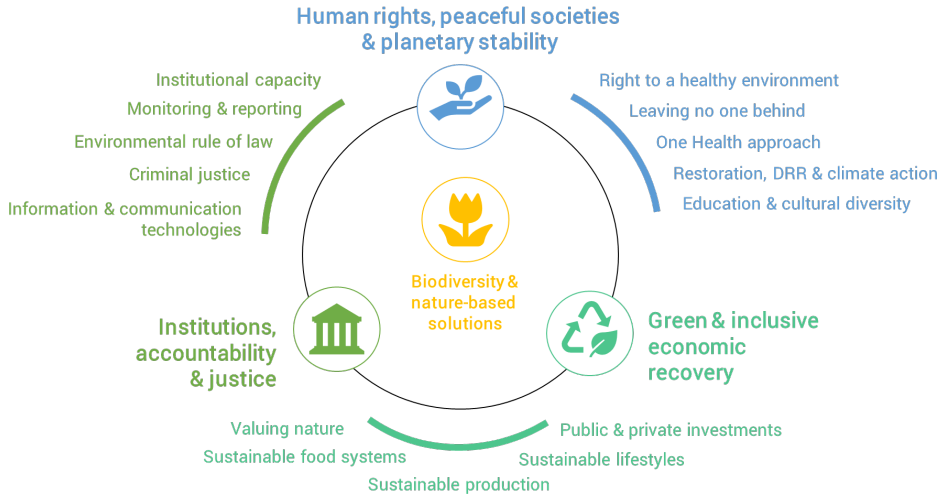 Human rights, peaceful societies
& planetary stability
Institutional capacity
Monitoring & reporting
Environmental rule of law
Criminal justice
Information & communication
technologies
Right to a healthy environment
Leaving no one behind
One Health approach
Restoration, DRR & climate action
Education & cultural diversity
Biodiversity &
nature-based
solutions
Institutions,
accountability
& justice
Green & inclusive
economic
recovery
Valuing nature
Sustainable food systems
Sustainable production
Sustainable lifestyles
Public & private investments